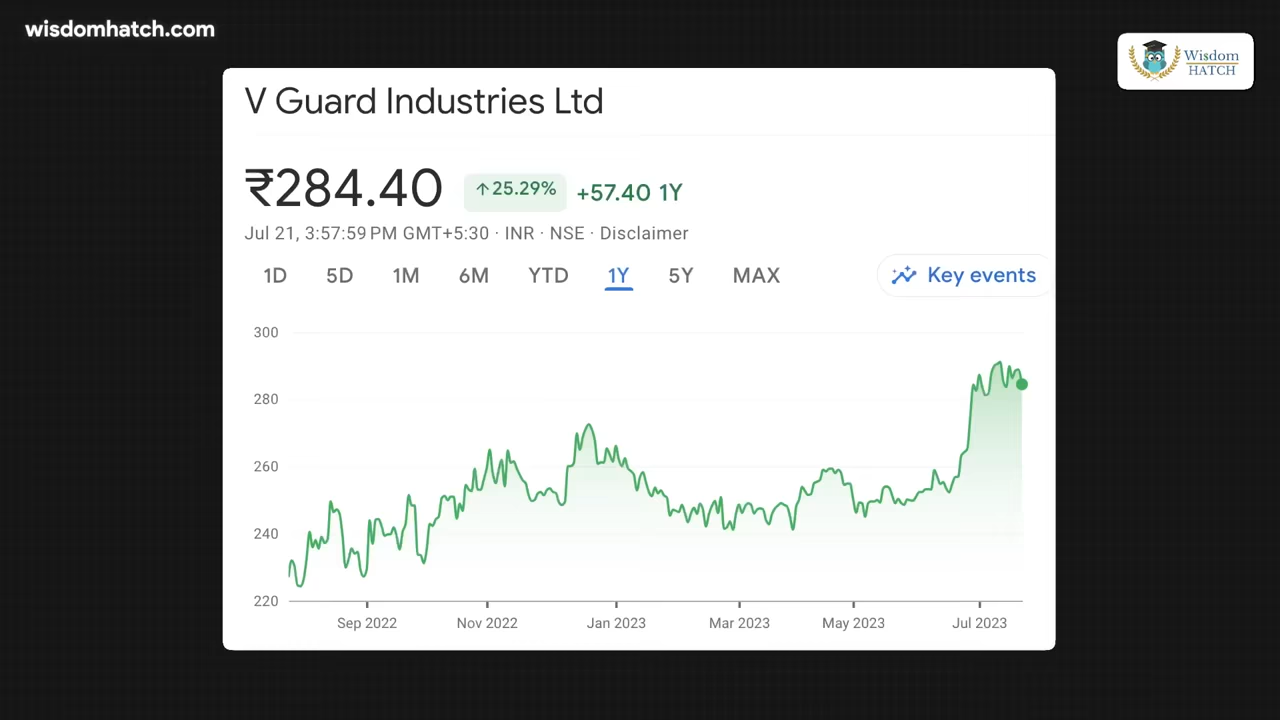 wisdomhatch.com
Wisdom
HATCH
V Guard Industries Ltd
₹284.40 ↑25.29% +57.40 1Y
Jul 21, 3:57:59 PM GMT+5:30 · INR · NSE · Disclaimer
1D 5D 1M 6M YTD 1Y 5Y MAX Key events
300
280
260
240
220
Sep 2022 Nov 2022 Jan 2023 Mar 2023 May 2023 Jul 2023